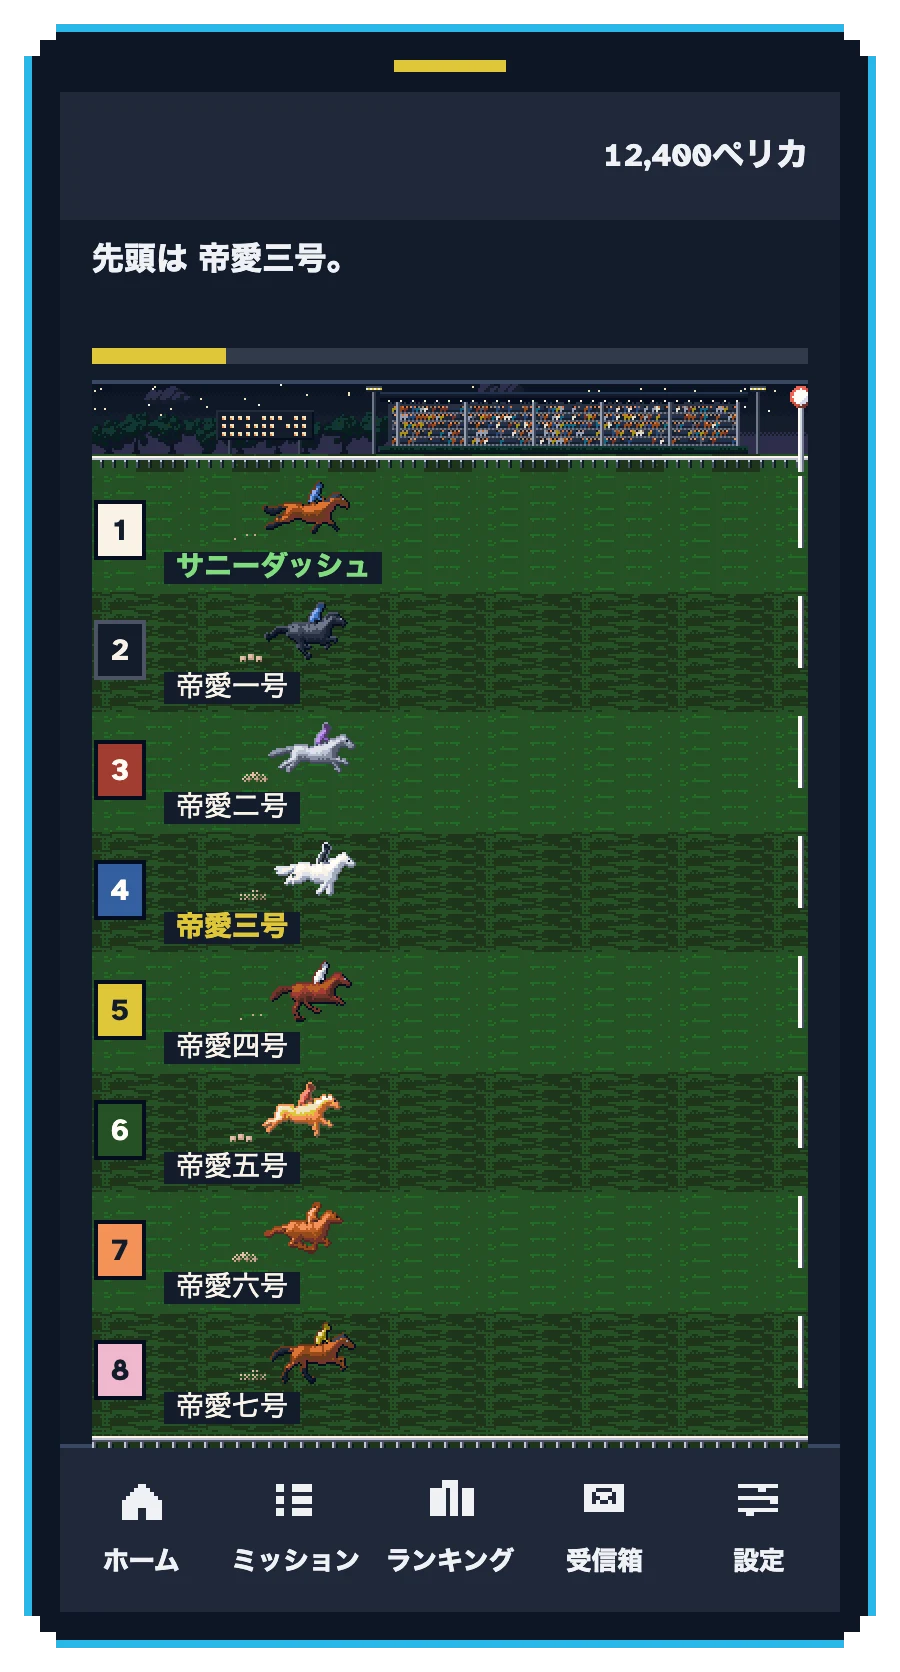 12,400ペリカ
先頭は 帝愛三号。
1
サニーダッシュ
2
帝愛一号
3
帝愛二号
4
帝愛三号
5
帝愛四号
6
帝愛五号
7
帝愛六号
8
帝愛七号
ホーム ミッション ランキング 受信箱 設定